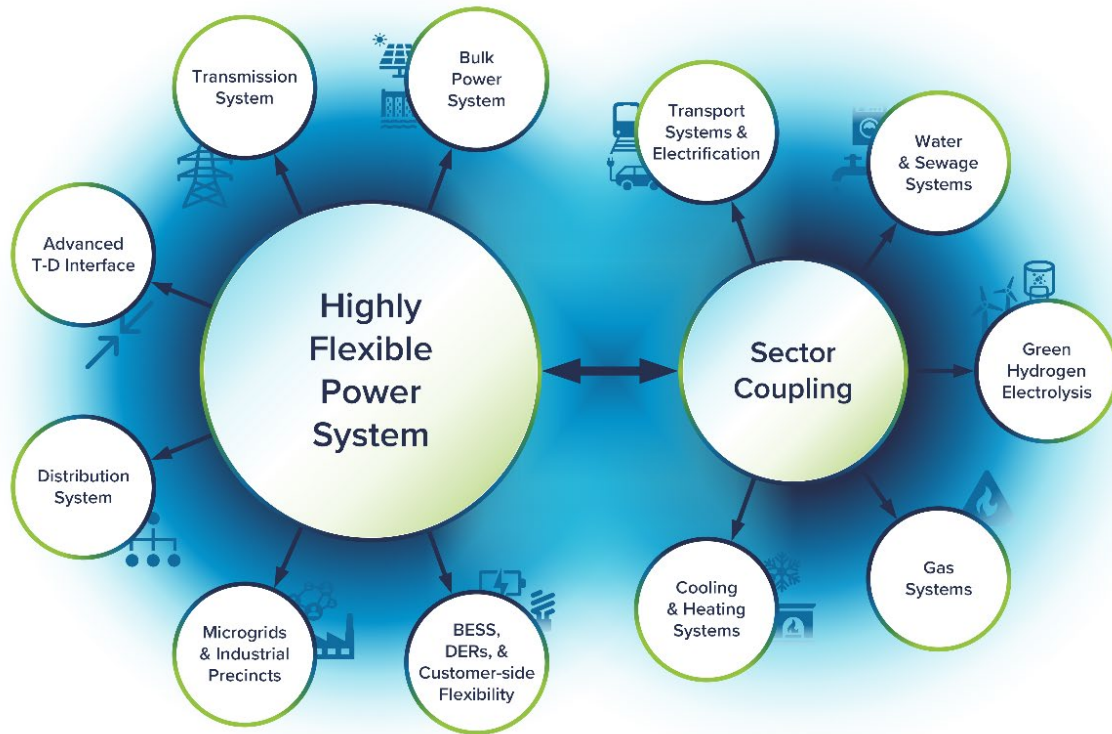 Transmission
System
Bulk
Power
System
Advanced
T-D Interface
Highly
Flexible
Power
System
Distribution
System
Microgrids
& Industrial
Precincts
BESS,
DERs, &
Customer-side
Flexibility
Transport
Systems &
Electrification
Water
& Sewage
Systems
Sector
Coupling
Green
Hydrogen
Electrolysis
Cooling
& Heating
Systems
Gas
Systems